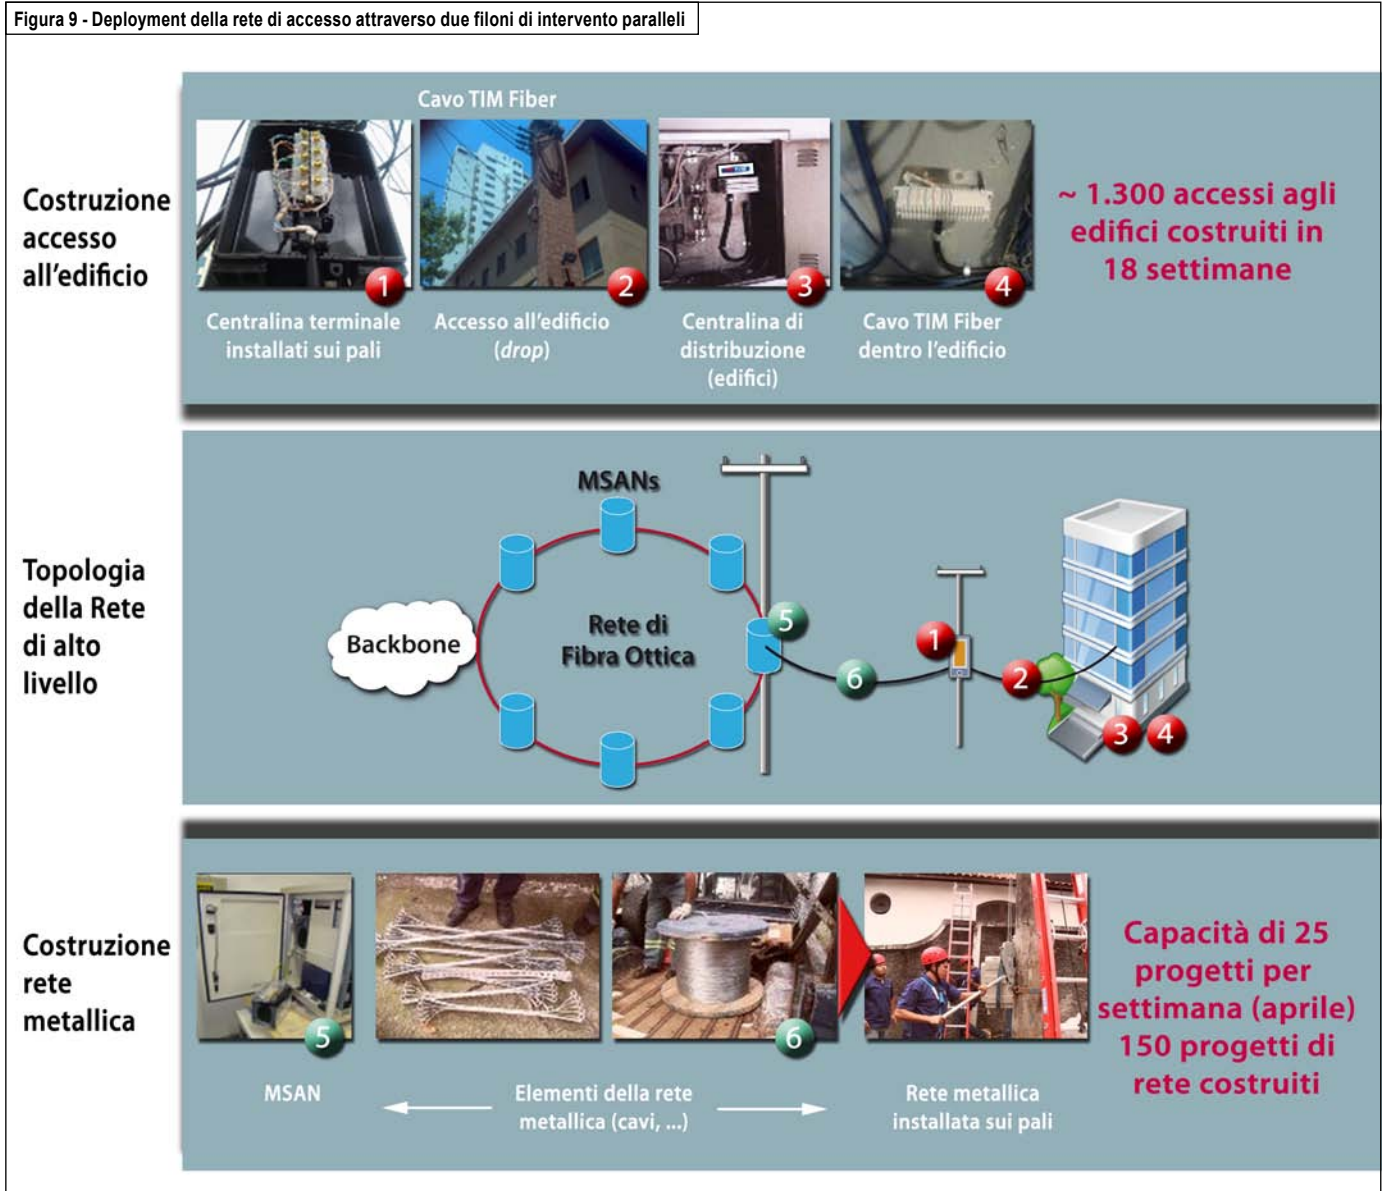 Figura 9 - Deployment della rete di accesso attraverso due filoni di intervento paralleli
Costruzione
accesso
all'edificio
Cavo TIM Fiber
1
2
3
4
Centralina terminale
installati sui pali
Accesso all'edificio
(drop)
Centralina di
distribuzione
(edifici)
Cavo TIM Fiber
dentro l'edificio
~ 1.300 accessi agli
edifici costruiti in
18 settimane
Topologia
della Rete
di alto
livello
MSANs
Backbone
Rete di
Fibra Ottica
5
6
1
2
3
4
Costruzione
rete
metallica
5
6
MSAN
Elementi della rete
metallica (cavi, ...)
Rete metallica
installata sui pali
Capacità di 25
progetti per
settimana (aprile)
150 progetti di
rete costruiti